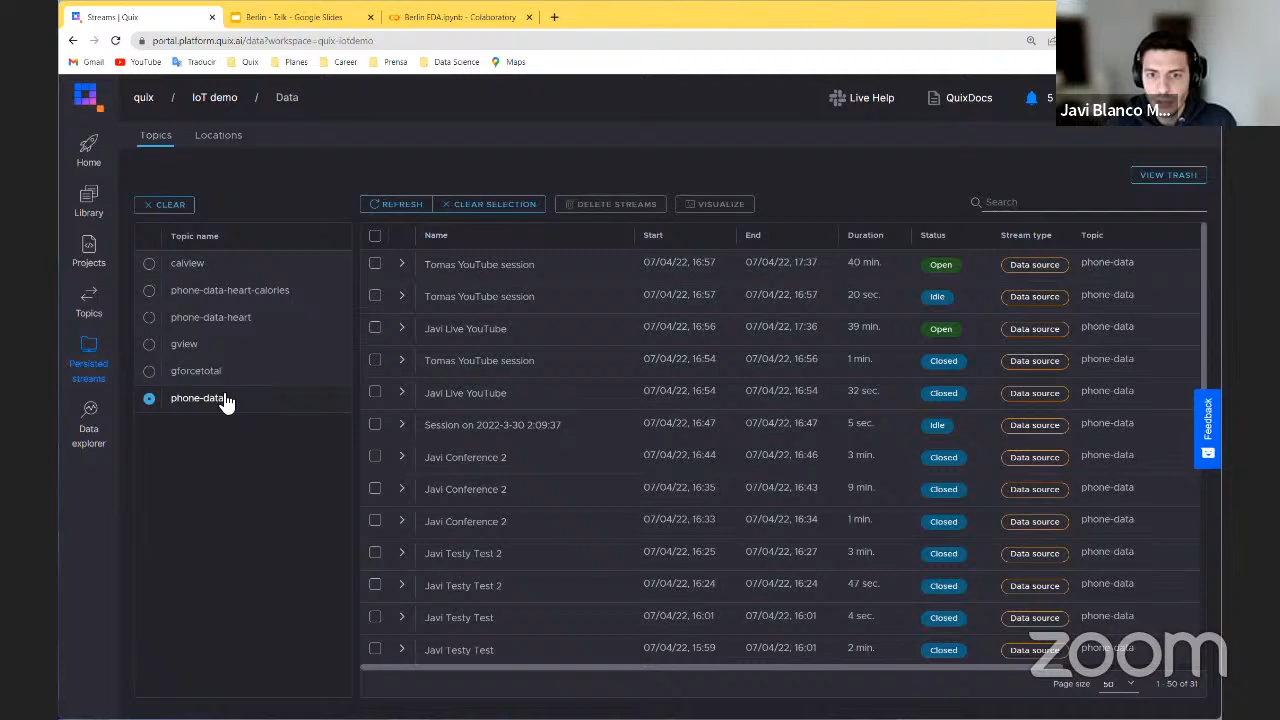 Streams | Quix
Berlin - Talk - Google Slides
Berlin EDA.ipynb - Colaboratory
portal.platform.quix.ai/data?workspace=quix-iotdemo
Gmail YouTube Traducir Quix Planes Career Prensa Data Science Maps
Javi Blanco M...
quix / IoT demo / Data
Live Help QuixDocs 5
Topics Locations
Home
Library
Projects
Topics
Persisted
streams
Data
explorer
VIEW TRASH
CLEAR
REFRESH CLEAR SELECTION DELETE STREAMS VISUALIZE Search
Topic name
calview
phone-data-heart-calories
phone-data-heart
gview
gforcetotal
phone-data
Name Start End Duration Status Stream type Topic
Tomas YouTube session 07/04/22, 16:57 07/04/22, 17:37 40 min. Open Data source phone-data
Tomas YouTube session 07/04/22, 16:57 07/04/22, 16:57 20 sec. Idle Data source phone-data
Javi Live YouTube 07/04/22, 16:56 07/04/22, 17:36 39 min. Open Data source phone-data
Tomas YouTube session 07/04/22, 16:54 07/04/22, 16:56 1 min. Closed Data source phone-data
Javi Live YouTube 07/04/22, 16:54 07/04/22, 16:54 32 sec. Closed Data source phone-data
Session on 2022-3-30 2:09:37 07/04/22, 16:47 07/04/22, 16:47 5 sec. Idle Data source phone-data
Javi Conference 2 07/04/22, 16:44 07/04/22, 16:46 3 min. Closed Data source phone-data
Javi Conference 2 07/04/22, 16:35 07/04/22, 16:43 9 min. Closed Data source phone-data
Javi Conference 2 07/04/22, 16:33 07/04/22, 16:34 1 min. Closed Data source phone-data
Javi Testy Test 2 07/04/22, 16:25 07/04/22, 16:27 3 min. Closed Data source phone-data
Javi Testy Test 2 07/04/22, 16:24 07/04/22, 16:24 47 sec. Closed Data source phone-data
Javi Testy Test 07/04/22, 16:01 07/04/22, 16:01 4 sec. Closed Data source phone-data
Javi Testy Test 07/04/22, 15:59 07/04/22, 16:01 2 min. Closed Data source phone-data
Feedback
Page size 50 1 - 50 of 31
zoom